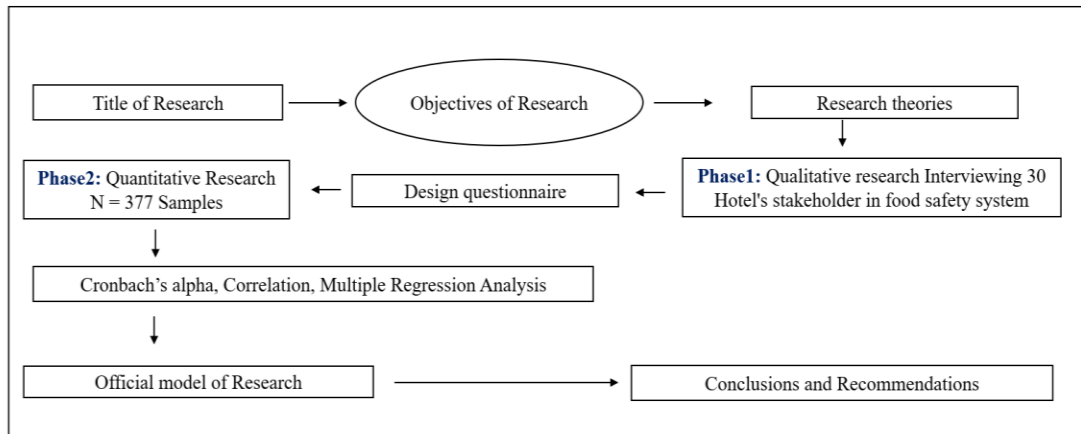 Title of Research
Objectives of Research
Research theories
Phase1: Qualitative research Interviewing 30
Hotel's stakeholder in food safety system
Design questionnaire
Phase2: Quantitative Research
N = 377 Samples
Cronbach’s alpha, Correlation, Multiple Regression Analysis
Official model of Research
Conclusions and Recommendations